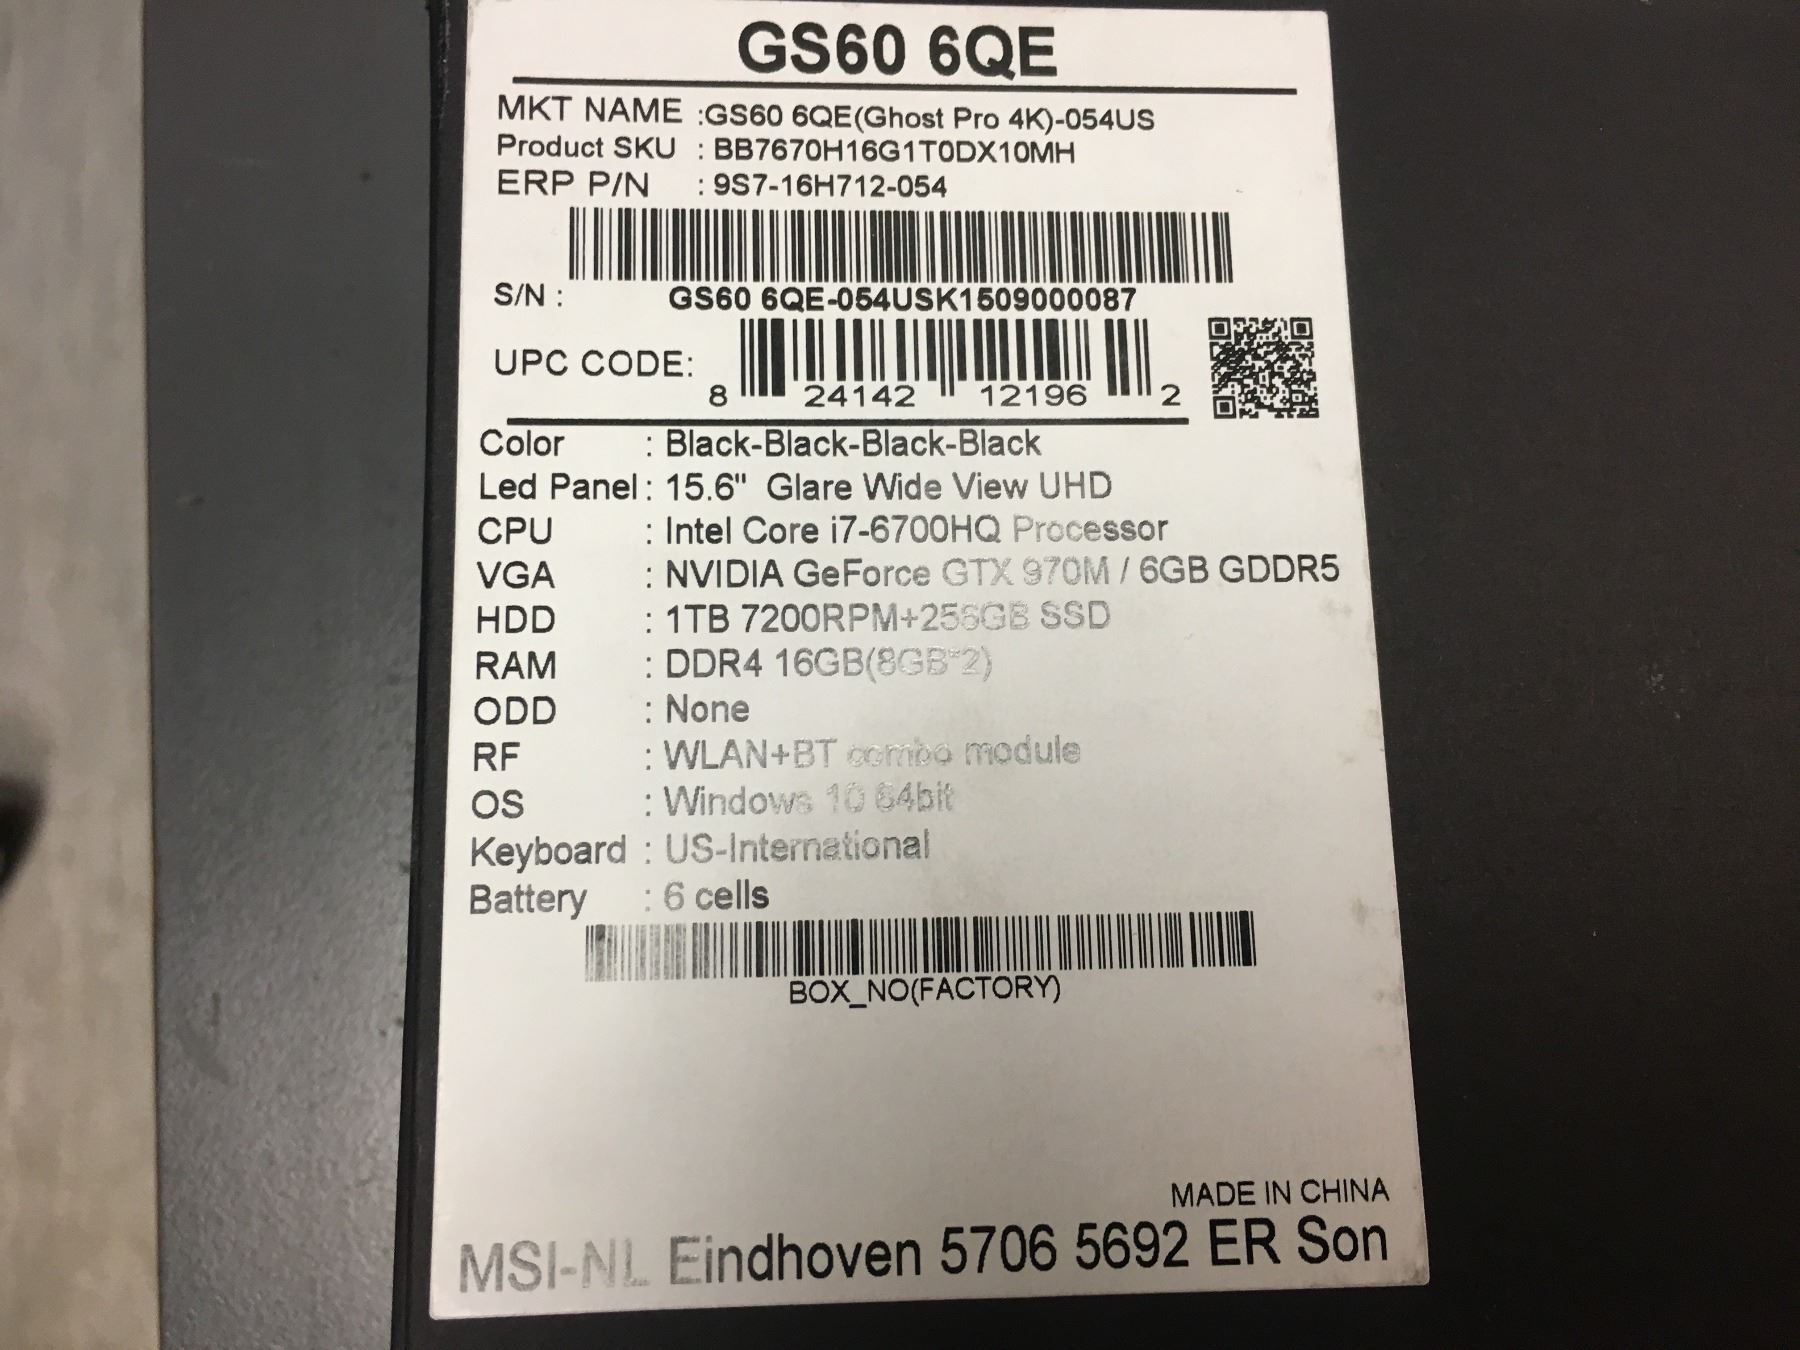 GS60 6QE
MKT NAME :GS60 6QE(Ghost Pro 4K)-054US
Product SKU : BB7670H16G1T0DX10MH
ERP P/N : 9S7-16H712-054
S/N : GS60 6QE-054USK1509000087
UPC CODE: 8 24142 12196 2
Color : Black-Black-Black-Black
Led Panel : 15.6" Glare Wide View UHD
CPU : Intel Core i7-6700HQ Processor
VGA : NVIDIA GeForce GTX 970M / 6GB GDDR5
HDD : 1TB 7200RPM+256GB SSD
RAM : DDR4 16GB(8GB*2)
ODD : None
RF : WLAN+BT combo module
OS : Windows 10 64bit
Keyboard : US-International
Battery : 6 cells
BOX_NO(FACTORY)
MADE IN CHINA
MSI-NL Eindhoven 5706 5692 ER Son